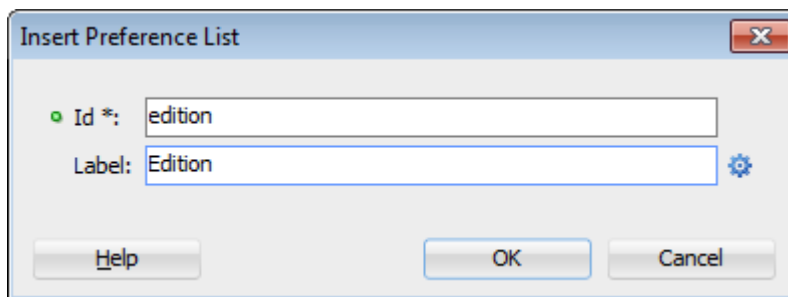 Insert Preference List
Id *: edition
Label: Edition
Help OK Cancel